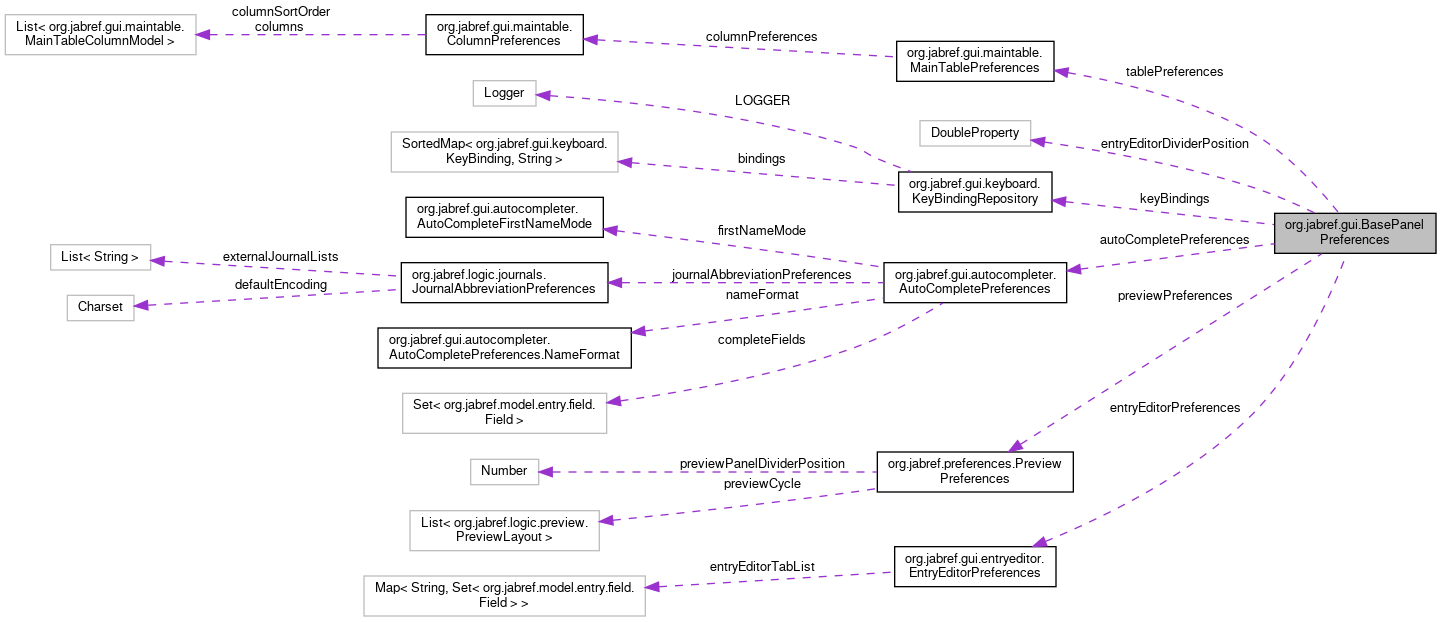 List< org.jabref.gui.maintable.
MainTableColumnModel >
columnSortOrder
columns
org.jabref.gui.maintable.
ColumnPreferences
columnPreferences
org.jabref.gui.maintable.
MainTablePreferences
tablePreferences
Logger
LOGGER
DoubleProperty
entryEditorDividerPosition
SortedMap< org.jabref.gui.keyboard.
KeyBinding, String >
bindings
org.jabref.gui.keyboard.
KeyBindingRepository
keyBindings
org.jabref.gui.BasePanel
Preferences
org.jabref.gui.autocompleter.
AutoCompleteFirstNameMode
firstNameMode
autoCompletePreferences
List< String >
externalJournalLists
org.jabref.logic.journals.
JournalAbbreviationPreferences
journalAbbreviationPreferences
org.jabref.gui.autocompleter.
AutoCompletePreferences
Charset
defaultEncoding
nameFormat
previewPreferences
org.jabref.gui.autocompleter.
AutoCompletePreferences.NameFormat
completeFields
Set< org.jabref.model.entry.field.
Field >
entryEditorPreferences
Number
previewPanelDividerPosition
org.jabref.preferences.Preview
Preferences
previewCycle
List< org.jabref.logic.preview.
PreviewLayout >
org.jabref.gui.entryeditor.
EntryEditorPreferences
entryEditorTabList
Map< String, Set< org.jabref.model.entry.field.
Field > >